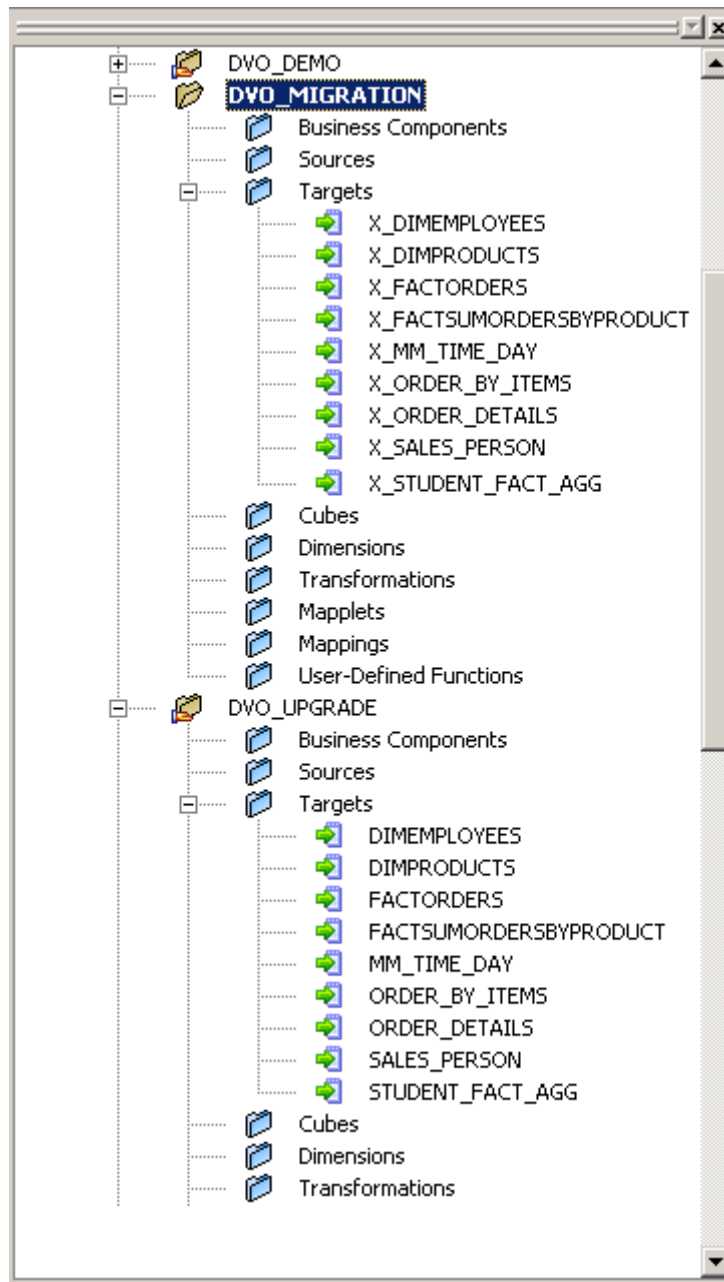 DVO_DEMO
DVO_MIGRATION
Business Components
Sources
Targets
X_DIMEMPLOYEES
X_DIMPRODUCTS
X_FACTORDERS
X_FACTSUMORDERSBYPRODUCT
X_MM_TIME_DAY
X_ORDER_BY_ITEMS
X_ORDER_DETAILS
X_SALES_PERSON
X_STUDENT_FACT_AGG
Cubes
Dimensions
Transformations
Mapplets
Mappings
User-Defined Functions
DVO_UPGRADE
Business Components
Sources
Targets
DIMEMPLOYEES
DIMPRODUCTS
FACTORDERS
FACTSUMORDERSBYPRODUCT
MM_TIME_DAY
ORDER_BY_ITEMS
ORDER_DETAILS
SALES_PERSON
STUDENT_FACT_AGG
Cubes
Dimensions
Transformations